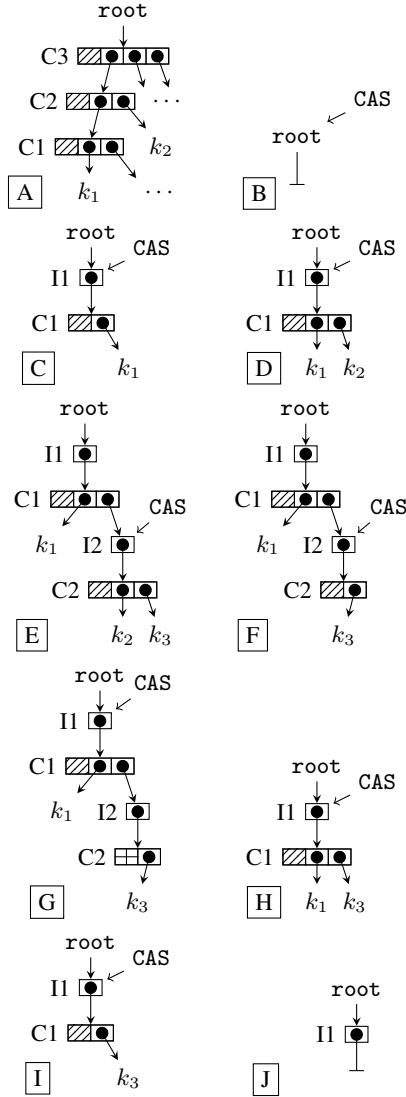 root
C3
C2 ···
C1 k₂
k₁ ···
A
CAS
root
B
root
CAS
I1
C1
k₁
C
root
CAS
I1
C1
k₁ k₂
D
root
I1
C1
CAS
k₁ I2
C2
k₂ k₃
E
root
I1
C1
CAS
k₁ I2
C2
k₃
F
root
CAS
I1
C1
k₁ I2
C2
k₃
G
root
CAS
I1
C1
k₁ k₃
H
root
CAS
I1
C1
k₃
I
root
I1
J